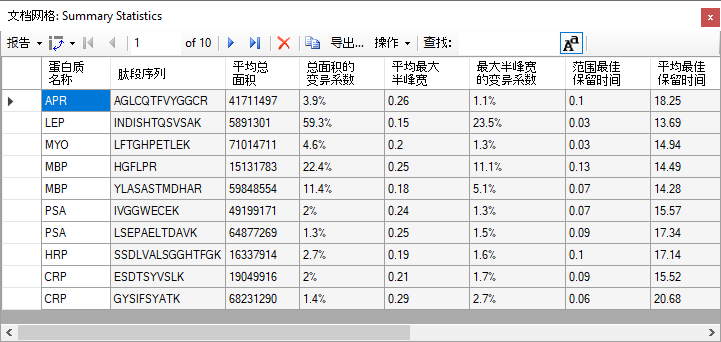 文档网格: Summary Statistics
报告 1 of 10 导出... 操作 查找: Aa
蛋白质名称 肽段序列 平均总面积 总面积的变异系数 平均最大半峰宽 最大半峰宽的变异系数 范围最佳保留时间 平均最佳保留时间
APR AGLCQTFVYGGCR 41711497 3.9% 0.26 1.1% 0.1 18.25
LEP INDISHTQSVSAK 5891301 59.3% 0.15 23.5% 0.03 13.69
MYO LFTGHPETLEK 71014711 4.6% 0.2 1.3% 0.03 14.94
MBP HGFLPR 15131783 22.4% 0.25 11.1% 0.13 14.49
MBP YLASASTMDHAR 59848554 11.4% 0.18 5.1% 0.07 14.28
PSA IVGGWECEK 49199171 2% 0.24 1.3% 0.07 15.57
PSA LSEPAELTDAVK 64877269 1.3% 0.25 1.5% 0.09 17.34
HRP SSDLVALSGGHTFGK 16337914 2.7% 0.19 1.6% 0.1 17.14
CRP ESDTSYVSLK 19049916 2% 0.21 1.7% 0.09 15.52
CRP GYSIFSYATK 68231290 1.4% 0.29 2.7% 0.06 20.68